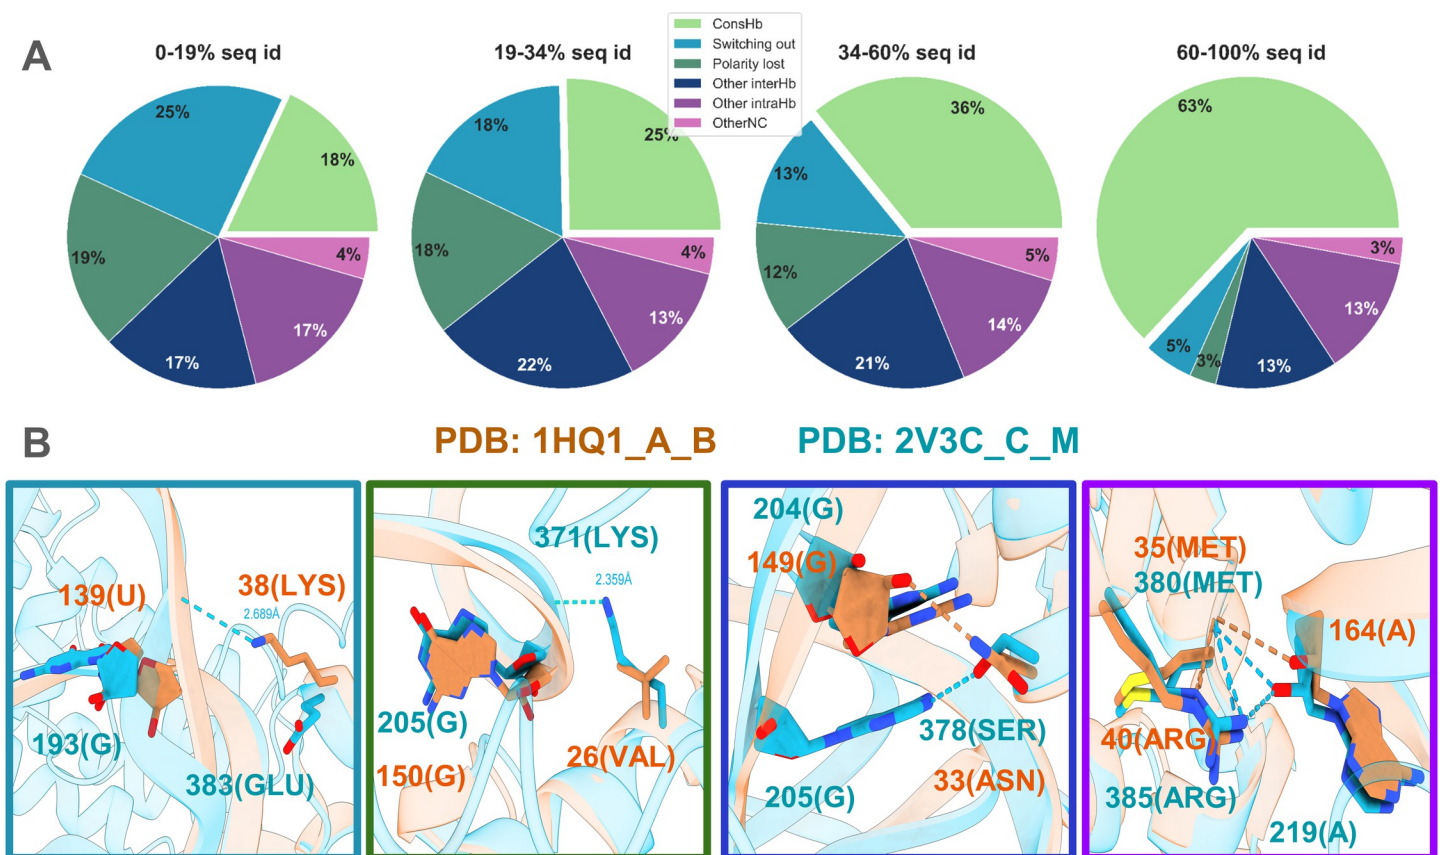 A
0-19% seq id
25%
18%
19%
4%
17%
17%
19-34% seq id
18%
25%
18%
4%
13%
22%
ConsHb
Switching out
Polarity lost
Other interHb
Other intraHb
OtherNC
34-60% seq id
36%
13%
12%
5%
14%
21%
60-100% seq id
63%
3%
13%
5%
3%
13%
B
PDB: 1HQ1_A_B
PDB: 2V3C_C_M
139(U)
38(LYS)
2.689Å
193(G)
383(GLU)
371(LYS)
2.359Å
205(G)
150(G)
26(VAL)
204(G)
149(G)
378(SER)
33(ASN)
205(G)
35(MET)
380(MET)
164(A)
40(ARG)
385(ARG)
219(A)